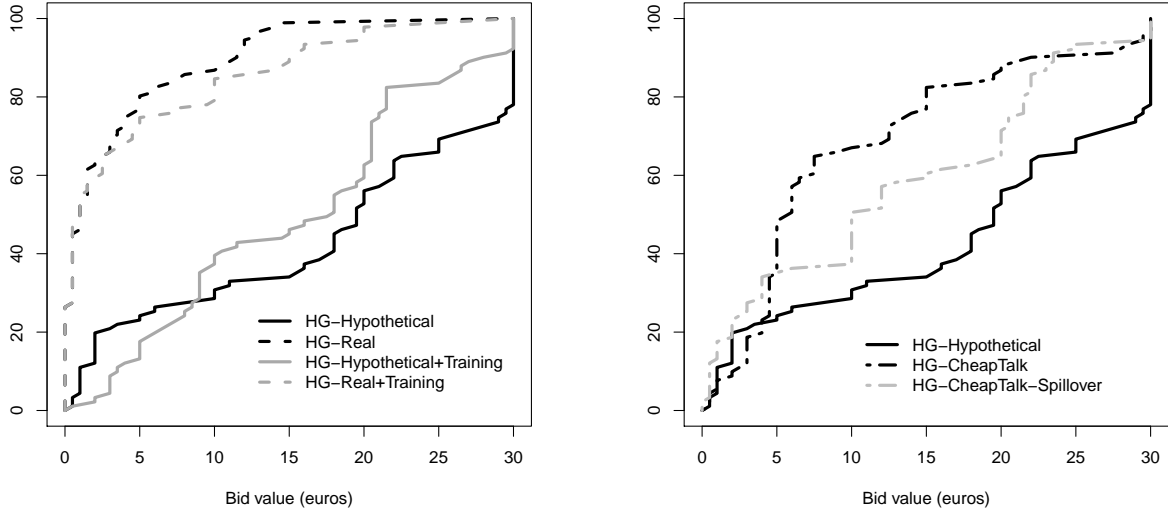 100
80
60
40
20
0
HG−Hypothetical
HG−Real
HG−Hypothetical+Training
HG−Real+Training
0 5 10 15 20 25 30
Bid value (euros)
100
80
60
40
20
0
HG−Hypothetical
HG−CheapTalk
HG−CheapTalk−Spillover
0 5 10 15 20 25 30
Bid value (euros)